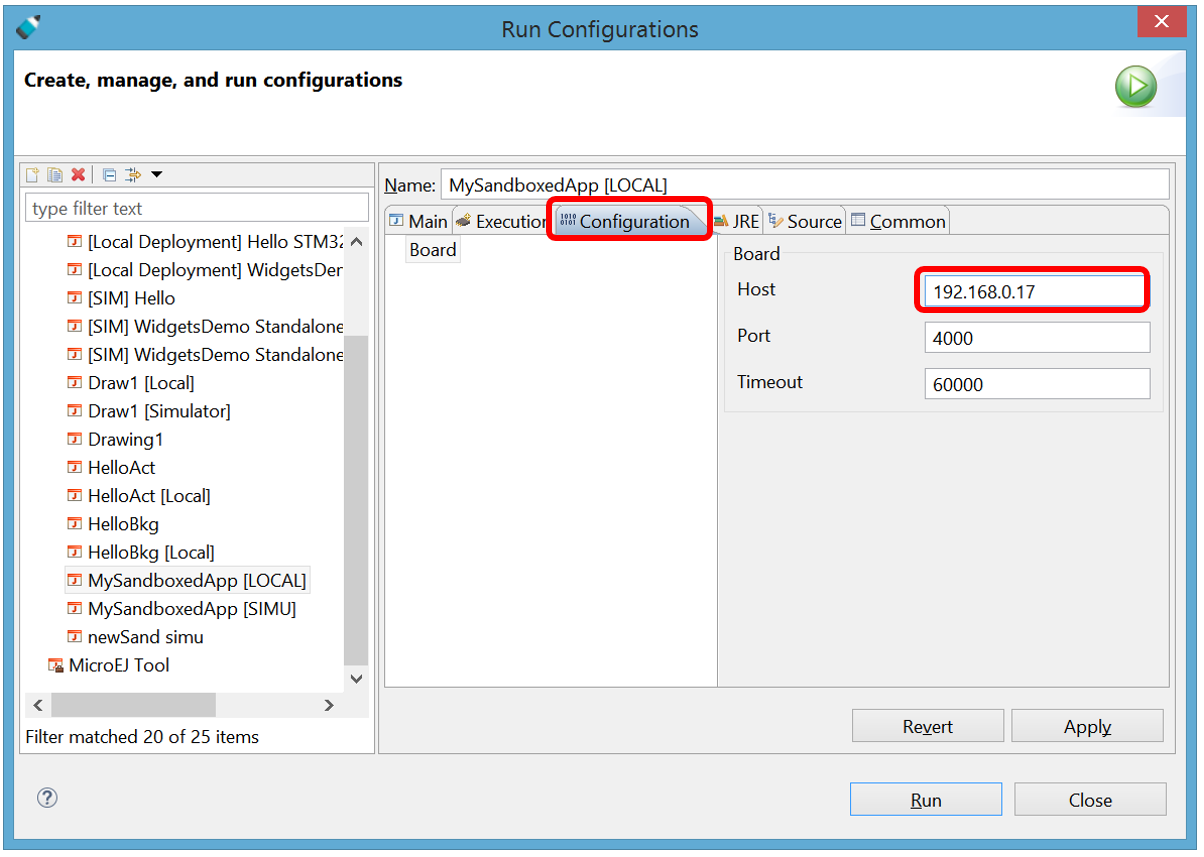 Run Configurations
Create, manage, and run configurations
type filter text
[Local Deployment] Hello STM32
[Local Deployment] WidgetsDer
[SIM] Hello
[SIM] WidgetsDemo Standalone
[SIM] WidgetsDemo Standalone
Draw1 [Local]
Draw1 [Simulator]
Drawing1
HelloAct
HelloAct [Local]
HelloBkg
HelloBkg [Local]
MySandboxedApp [LOCAL]
MySandboxedApp [SIMU]
newSand simu
MicroEJ Tool
Filter matched 20 of 25 items
Name: MySandboxedApp [LOCAL]
Main Execution Configuration JRE Source Common
Board
Board
Host 192.168.0.17
Port 4000
Timeout 60000
Revert Apply
Run Close